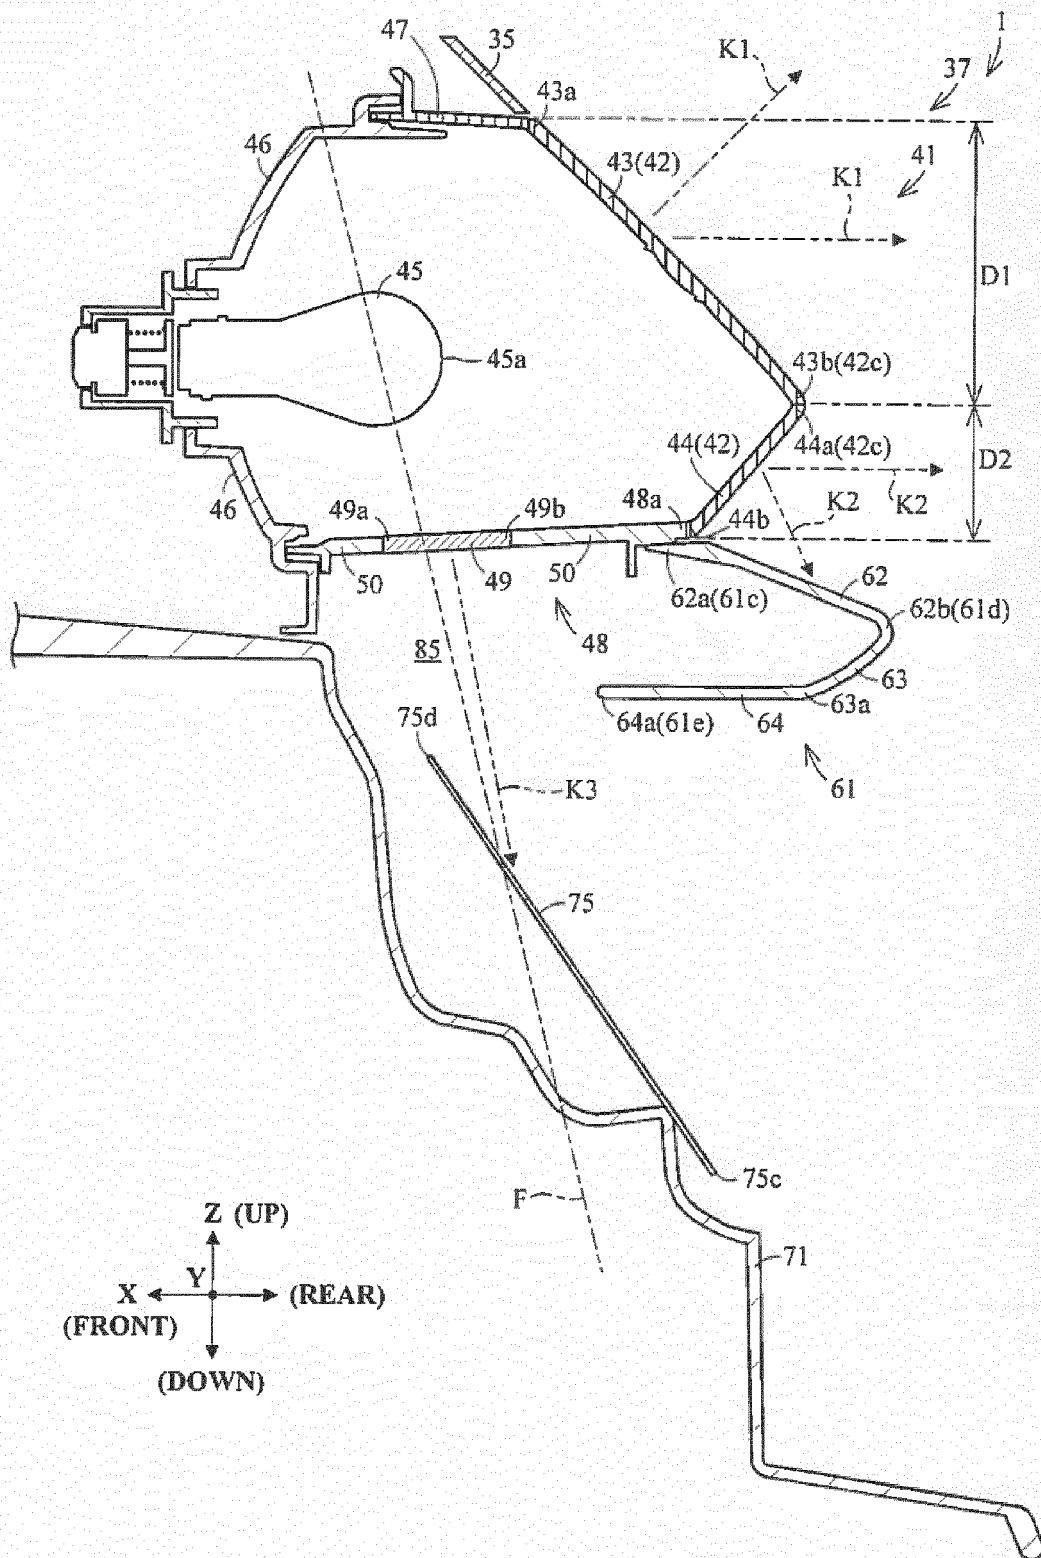 1
35
K1
47
37
43a
46
43(42)
41
K1
45
D1
45a
43b(42c)
44(42)
44a(42c)
D2
49a
49b
48a
K2
46
44b
K2
50
49
50
62
62a(61c)
62b(61d)
85
48
63
75d
64a(61e)
64
63a
K3
61
75
75c
F
Z (UP)
71
Y
X
(REAR)
(FRONT)
(DOWN)